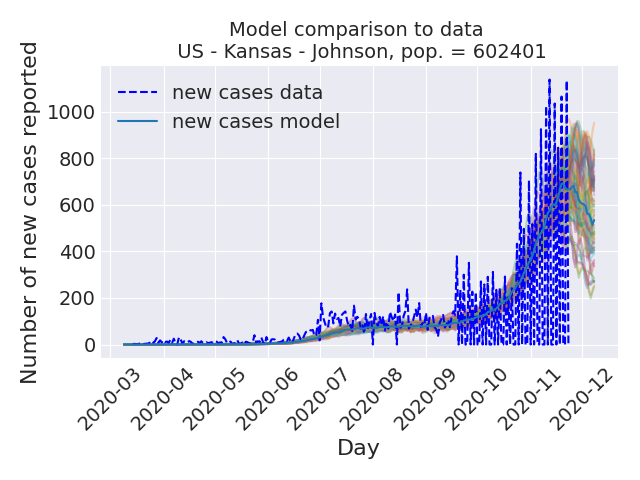 Model comparison to data
US - Kansas - Johnson, pop. = 602401
Number of new cases reported
1000
800
600
400
200
0
new cases data
new cases model
2020-03
2020-04
2020-05
2020-06
2020-07
2020-08
2020-09
2020-10
2020-11
2020-12
Day